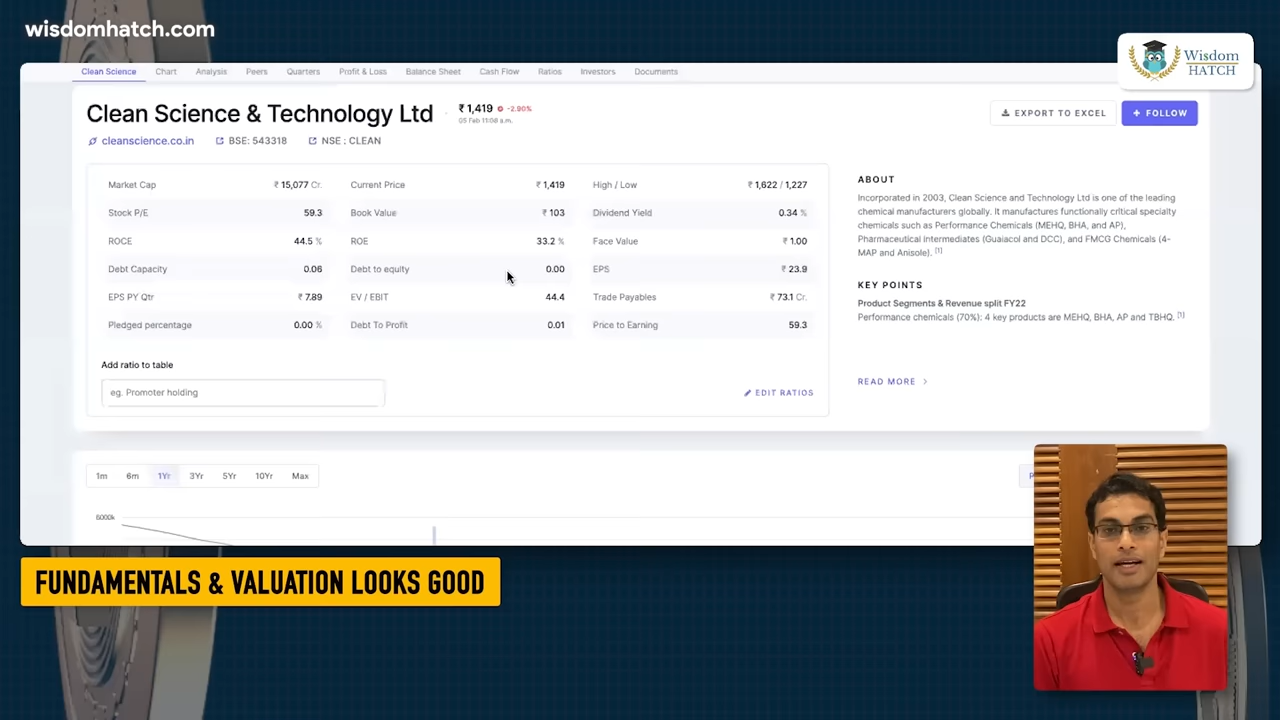 wisdomhatch.com
Wisdom
HATCH
Clean Science Chart Analysis Peers Quarters Profit & Loss Balance Sheet Cash Flow Ratios Investors Documents
Clean Science & Technology Ltd
₹ 1,419 -2.90%
05 Feb 11:06 a.m.
EXPORT TO EXCEL
+ FOLLOW
cleanscience.co.in BSE: 543318 NSE : CLEAN
Market Cap ₹ 15,077 Cr. Current Price ₹ 1,419 High / Low ₹ 1,622 / 1,227
Stock P/E 59.3 Book Value ₹ 103 Dividend Yield 0.34 %
ROCE 44.5 % ROE 33.2 % Face Value ₹ 1.00
Debt Capacity 0.06 Debt to equity 0.00 EPS ₹ 23.9
EPS PY Qtr ₹ 7.89 EV / EBIT 44.4 Trade Payables ₹ 73.1 Cr.
Pledged percentage 0.00 % Debt To Profit 0.01 Price to Earning 59.3
Add ratio to table
eg. Promoter holding
EDIT RATIOS
ABOUT
Incorporated in 2003, Clean Science and Technology Ltd is one of the leading
chemical manufacturers globally. It manufactures functionally critical specialty
chemicals such as Performance Chemicals (MEHQ, BHA, and AP),
Pharmaceutical Intermediates (Guaiacol and DCC), and FMCG Chemicals (4-
MAP and Anisole). [1]
KEY POINTS
Product Segments & Revenue split FY22
Performance chemicals (70%): 4 key products are MEHQ, BHA, AP and TBHQ. [1]
READ MORE
1m 6m 1Yr 3Yr 5Yr 10Yr Max
6000k
FUNDAMENTALS & VALUATION LOOKS GOOD